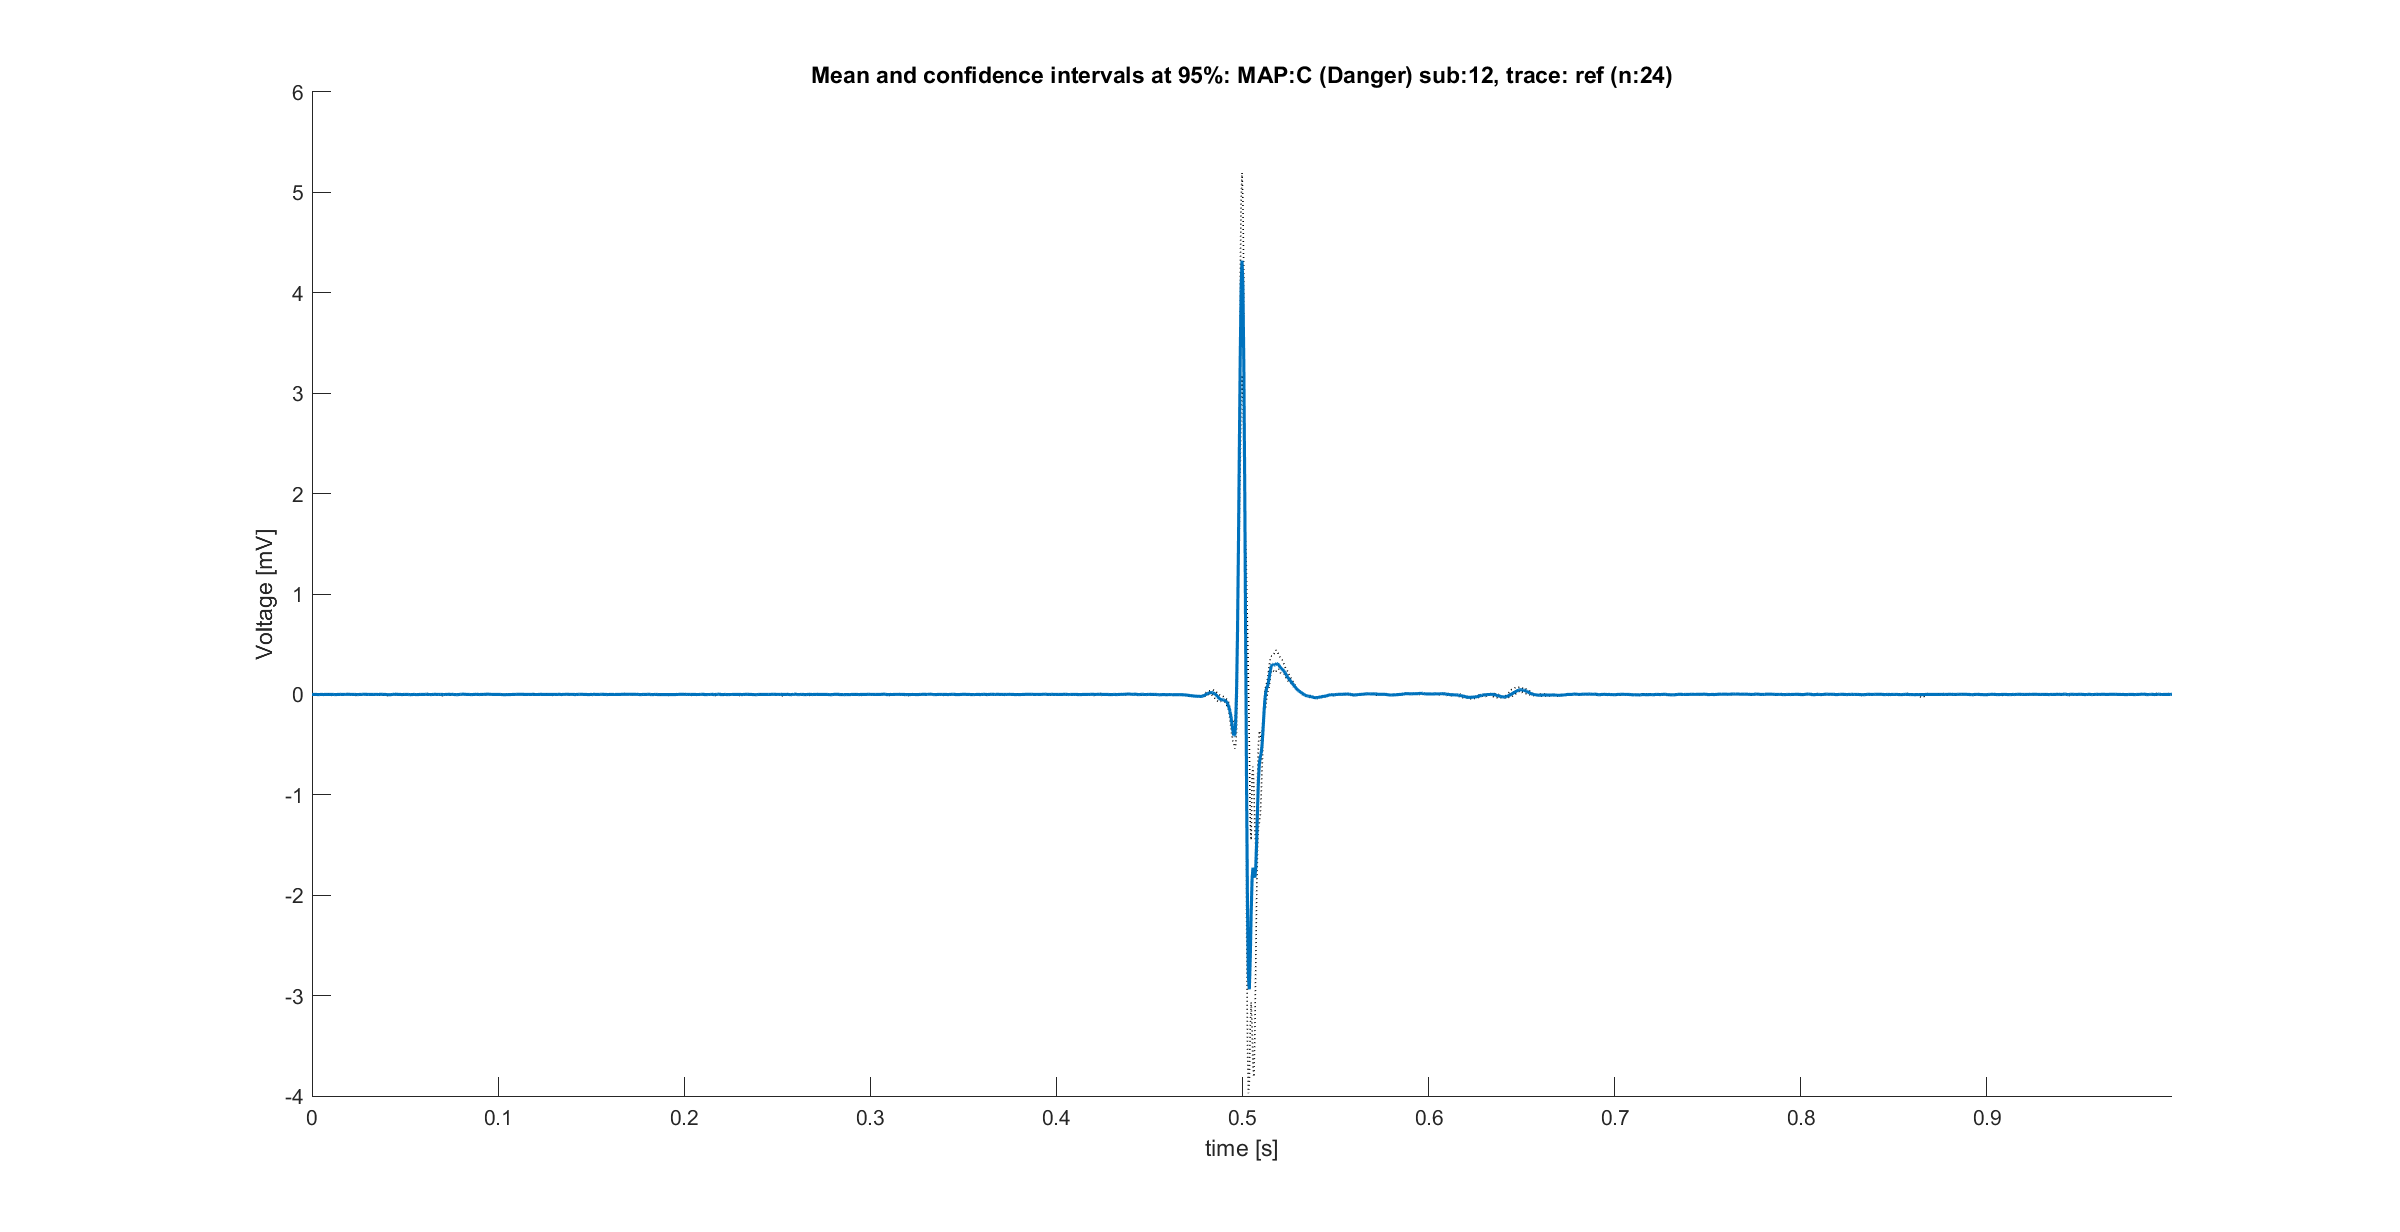 Mean and confidence intervals at 95%: MAP:C (Danger) sub:12, trace: ref (n:24)
6
5
4
3
2
1
0
-1
-2
-3
-4
Voltage [mV]
0 0.1 0.2 0.3 0.4 0.5 0.6 0.7 0.8 0.9
time [s]